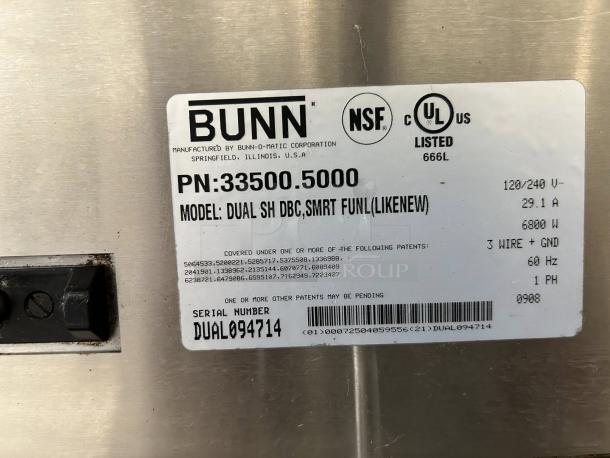 BUNN®
NSF®
C UL US
LISTED
666L
MANUFACTURED BY BUNN-O-MATIC CORPORATION
SPRINGFIELD, ILLINOIS, U.S.A
PN:33500.5000
MODEL: DUAL SH DBC,SMRT FUNL(LIKENEW)
120/240 V~
29.1 A
6800 W
3 WIRE + GND
60 Hz
1 PH
0908
COVERED UNDER ONE OR MORE OF THE FOLLOWING PATENTS:
ONE OR MORE OTHER PATENTS MAY BE PENDING
SERIAL NUMBER
DUAL094714
(01)00072504059556(21)DUAL094714
GROUP